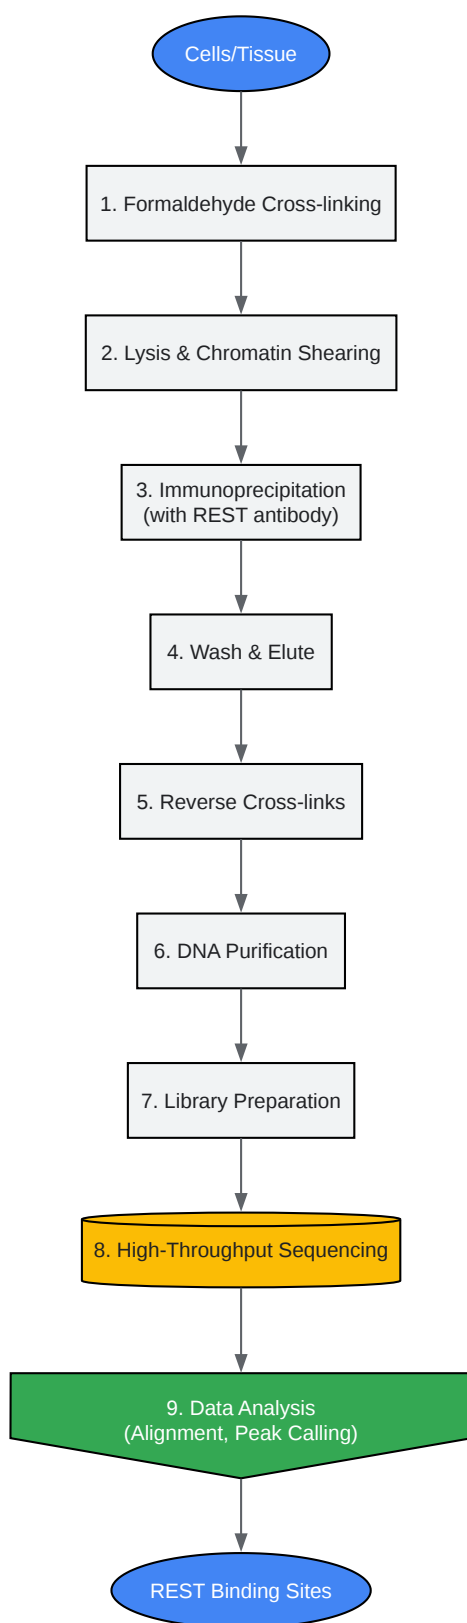 Cells/Tissue
1. Formaldehyde Cross-linking
2. Lysis & Chromatin Shearing
3. Immunoprecipitation
(with REST antibody)
4. Wash & Elute
5. Reverse Cross-links
6. DNA Purification
7. Library Preparation
8. High-Throughput Sequencing
9. Data Analysis
(Alignment, Peak Calling)
REST Binding Sites